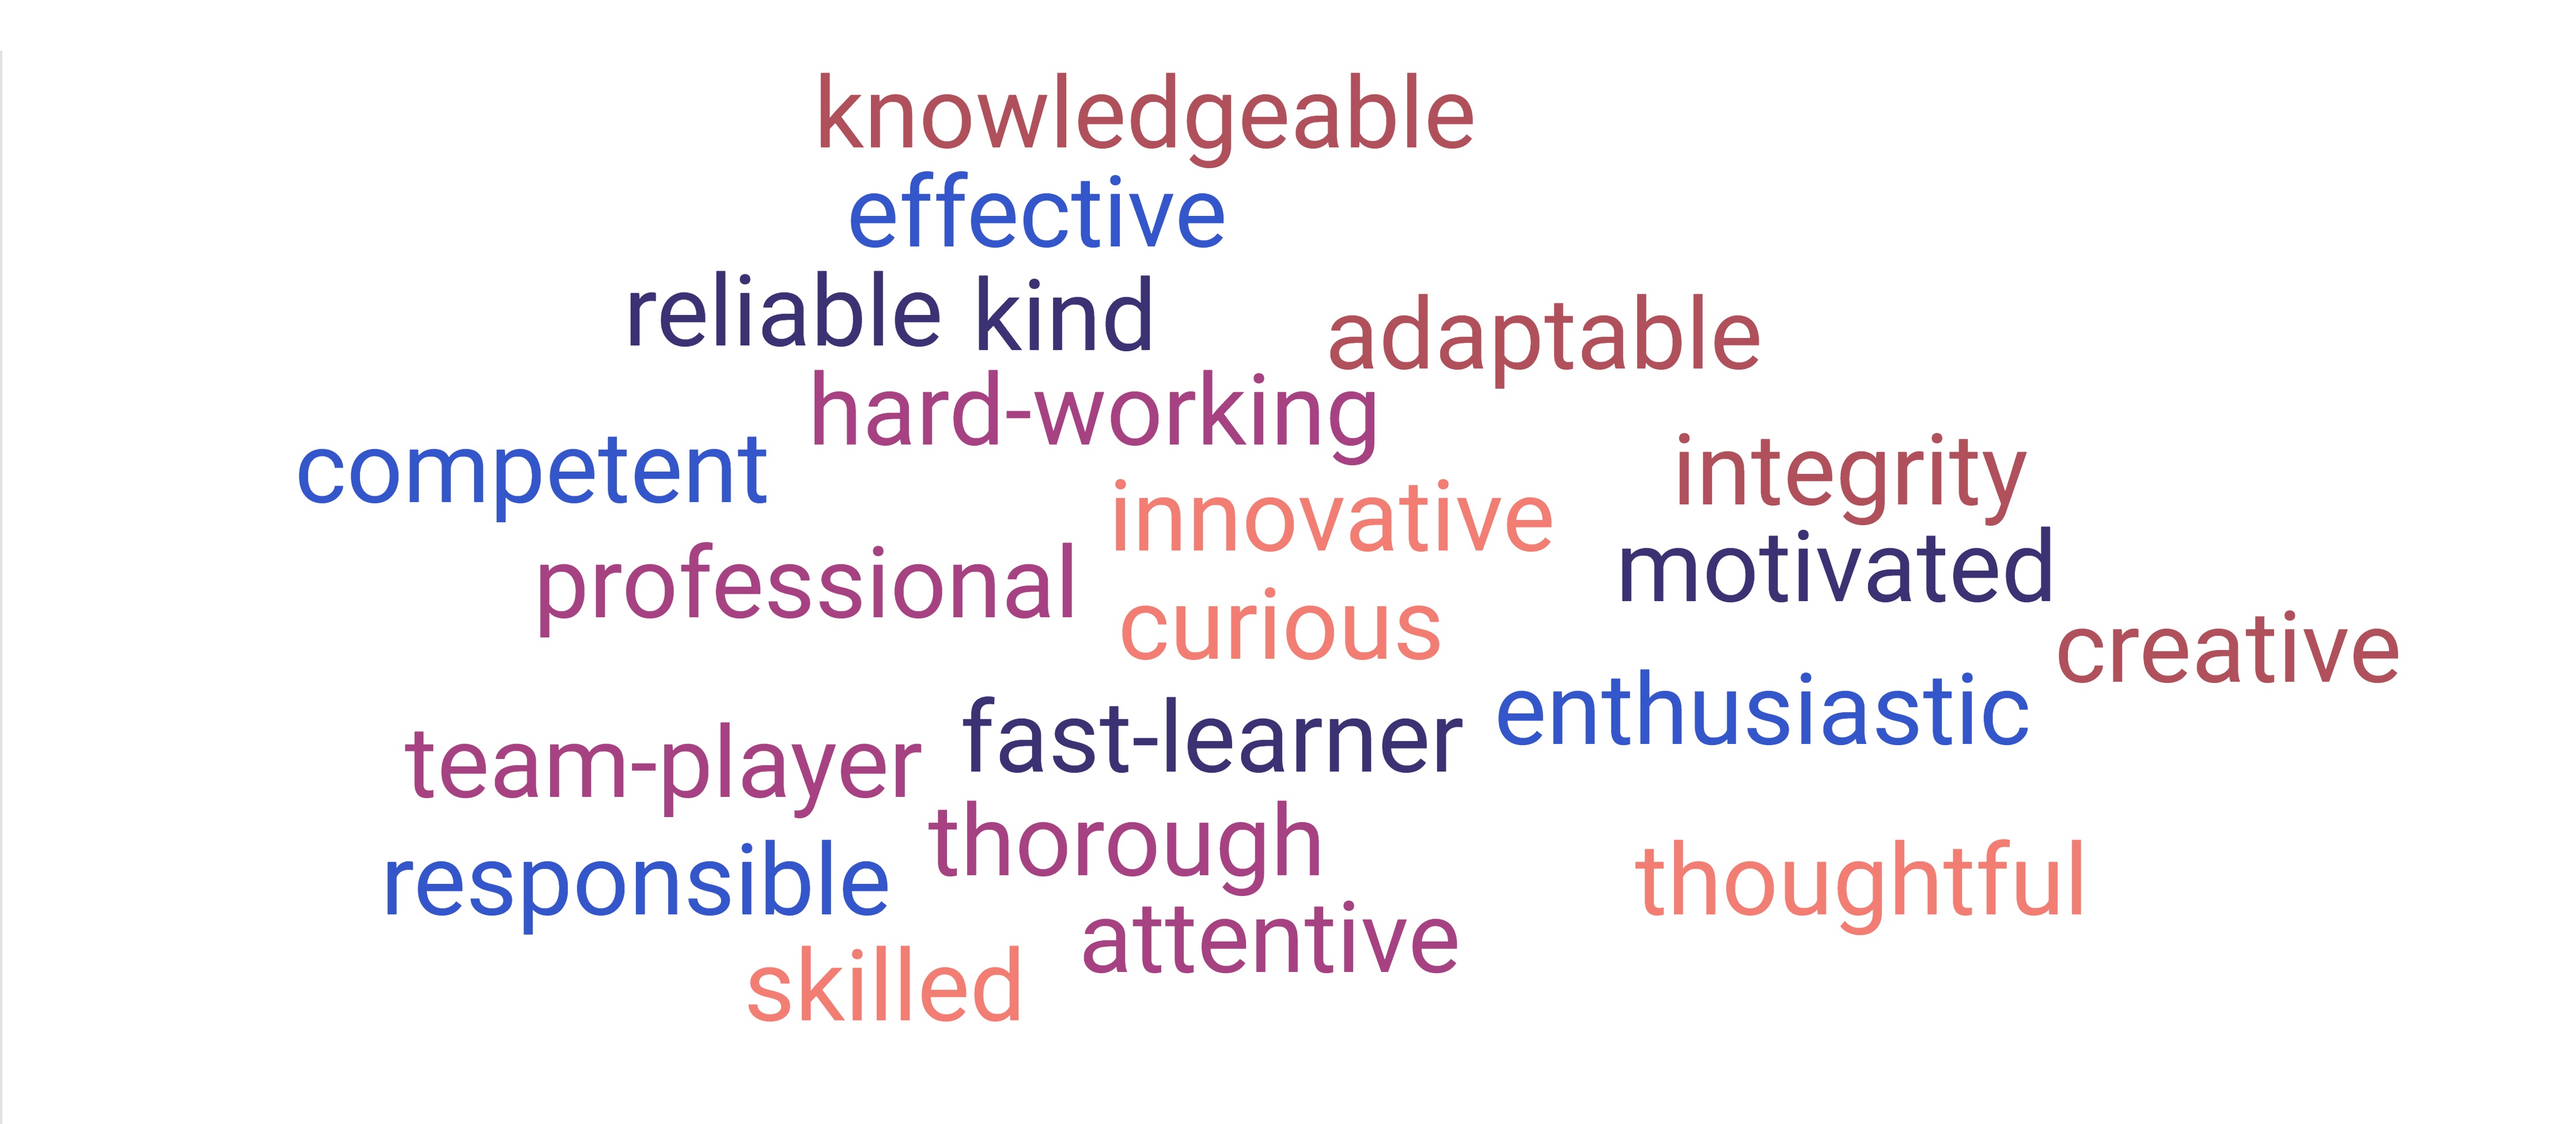 knowledgeable
effective
reliable kind
adaptable
hard-working
competent
integrity
innovative
motivated
professional
curious
creative
enthusiastic
fast-learner
team-player
thorough
responsible
thoughtful
attentive
skilled